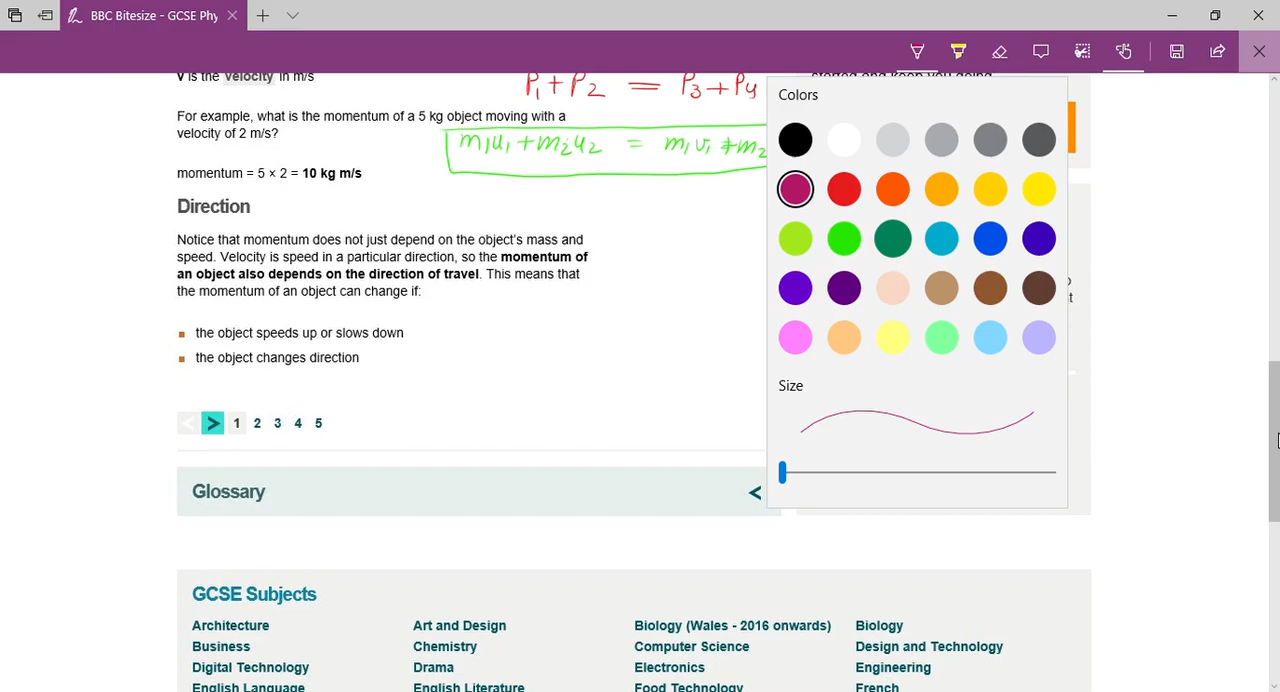 BBC Bitesize - GCSE Phy
V is the Velocity in m/s
P1 + P2 = P3 + P4
started and keep you going
Colors
For example, what is the momentum of a 5 kg object moving with a
velocity of 2 m/s?
m1u1 + m2u2 = m1v1 + m2
momentum = 5 × 2 = 10 kg m/s
Direction
Notice that momentum does not just depend on the object's mass and
speed. Velocity is speed in a particular direction, so the momentum of
an object also depends on the direction of travel. This means that
the momentum of an object can change if:
the object speeds up or slows down
the object changes direction
Size
< > 1 2 3 4 5
Glossary <
GCSE Subjects
Architecture Art and Design Biology (Wales - 2016 onwards) Biology
Business Chemistry Computer Science Design and Technology
Digital Technology Drama Electronics Engineering
English Language English Literature Food Technology French